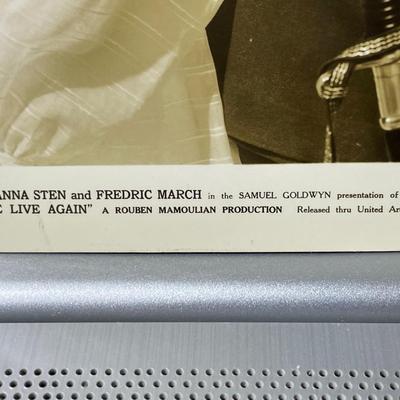 ANNA STEN and FREDRIC MARCH in the SAMUEL GOLDWYN presentation of
E LIVE AGAIN" A ROUBEN MAMOULIAN PRODUCTION Released thru United Ar